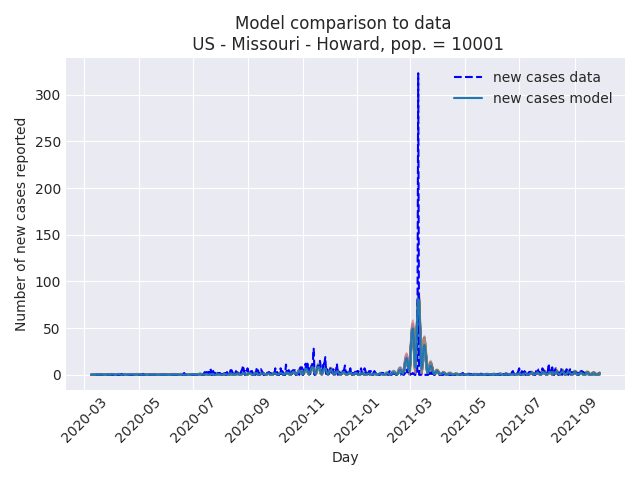 Model comparison to data
US - Missouri - Howard, pop. = 10001
new cases data
new cases model
Number of new cases reported
300
250
200
150
100
50
0
2020-03
2020-05
2020-07
2020-09
2020-11
2021-01
2021-03
2021-05
2021-07
2021-09
Day